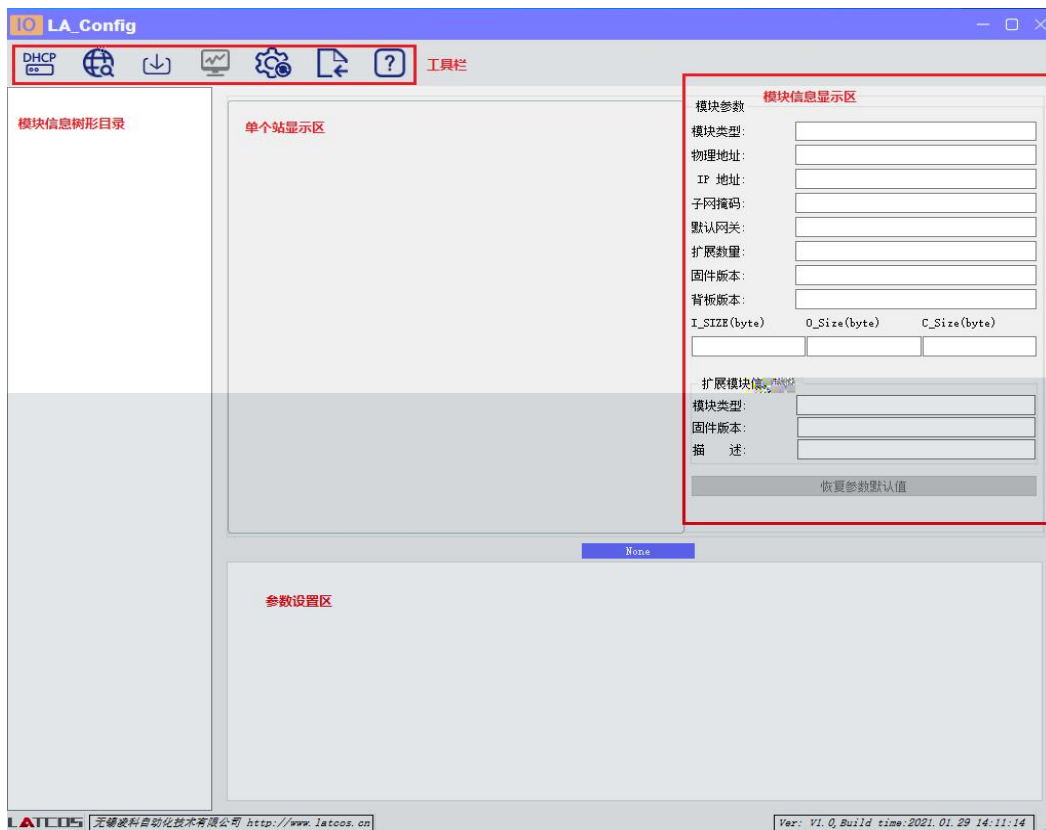 IO LA_Config
DHCP
工具栏
模块信息树形目录
单个站显示区
模块信息显示区
模块参数
模块类型:
物理地址:
IP 地址:
子网掩码:
默认网关:
扩展数量:
固件版本:
背板版本:
I_SIZE(byte) O_Size(byte) C_Size(byte)
扩展模块信
模块类型:
固件版本:
描 述:
恢复参数默认值
None
参数设置区
LATCOS 无锡凌科自动化技术有限公司 http://www.latcos.cn
Ver: V1.0,Build time:2021.01.29 14:11:14